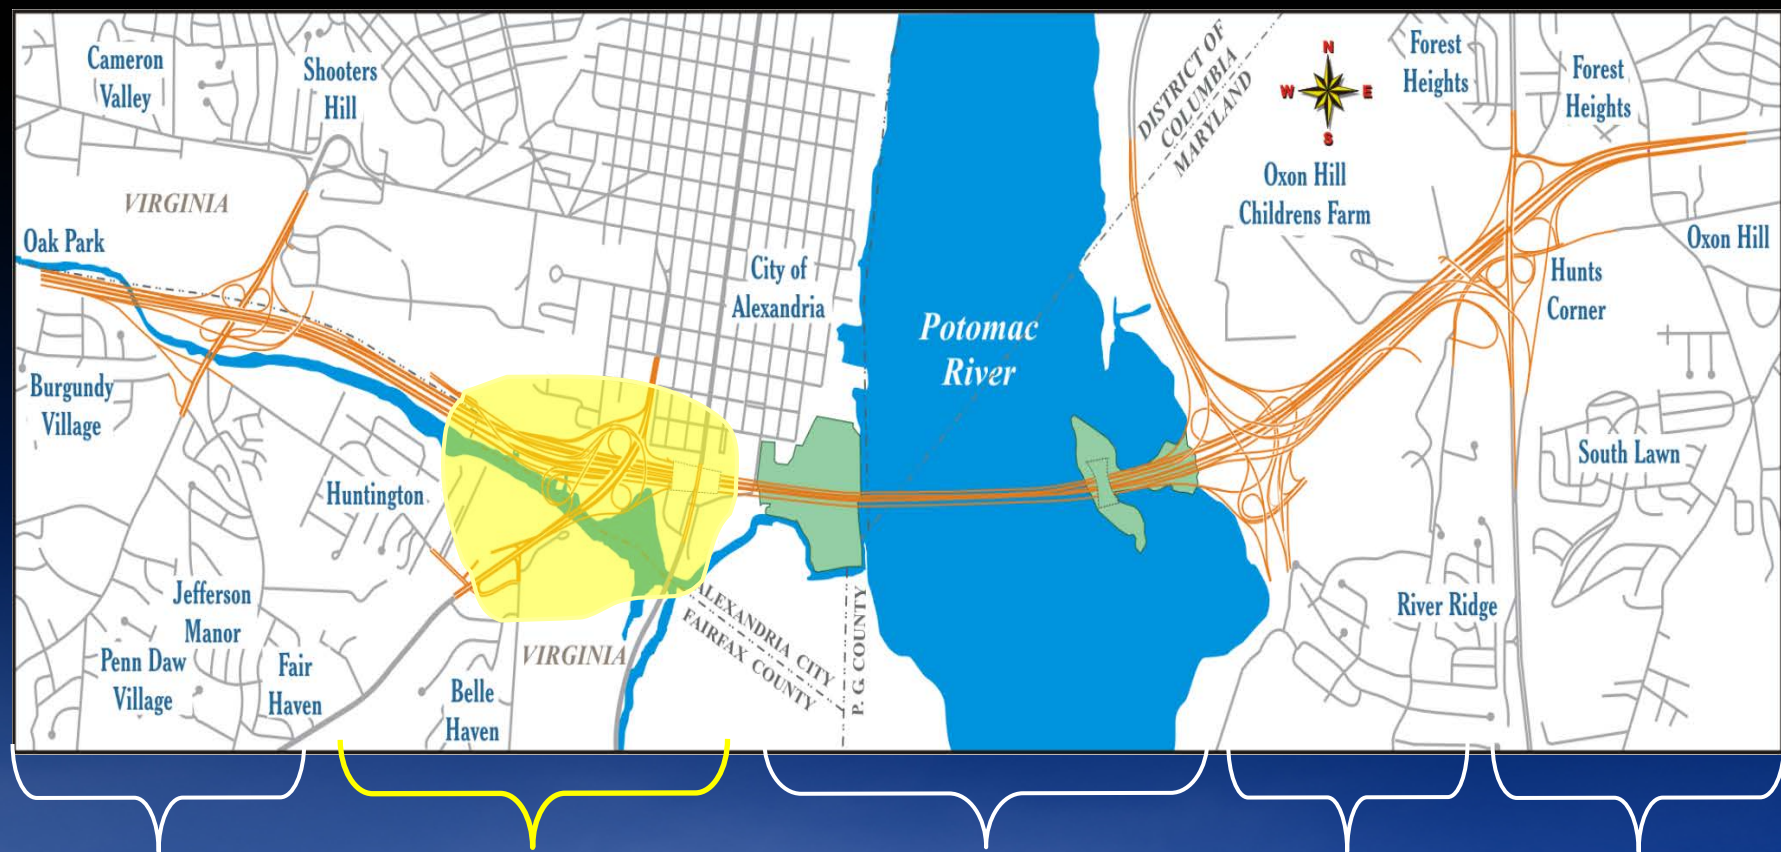 Cameron
Valley
Shooters
Hill
VIRGINIA
Oak Park
Burgundy
Village
Huntington
Jefferson
Manor
Penn Daw
Village
Fair
Haven
Belle
Haven
VIRGINIA
City of
Alexandria
ALEXANDRIA CITY
FAIRFAX COUNTY
P. G. COUNTY
Potomac
River
DISTRICT OF
COLUMBIA
MARYLAND
N
W
E
S
Forest
Heights
Forest
Heights
Oxon Hill
Childrens Farm
Oxon Hill
Hunts
Corner
South Lawn
River Ridge